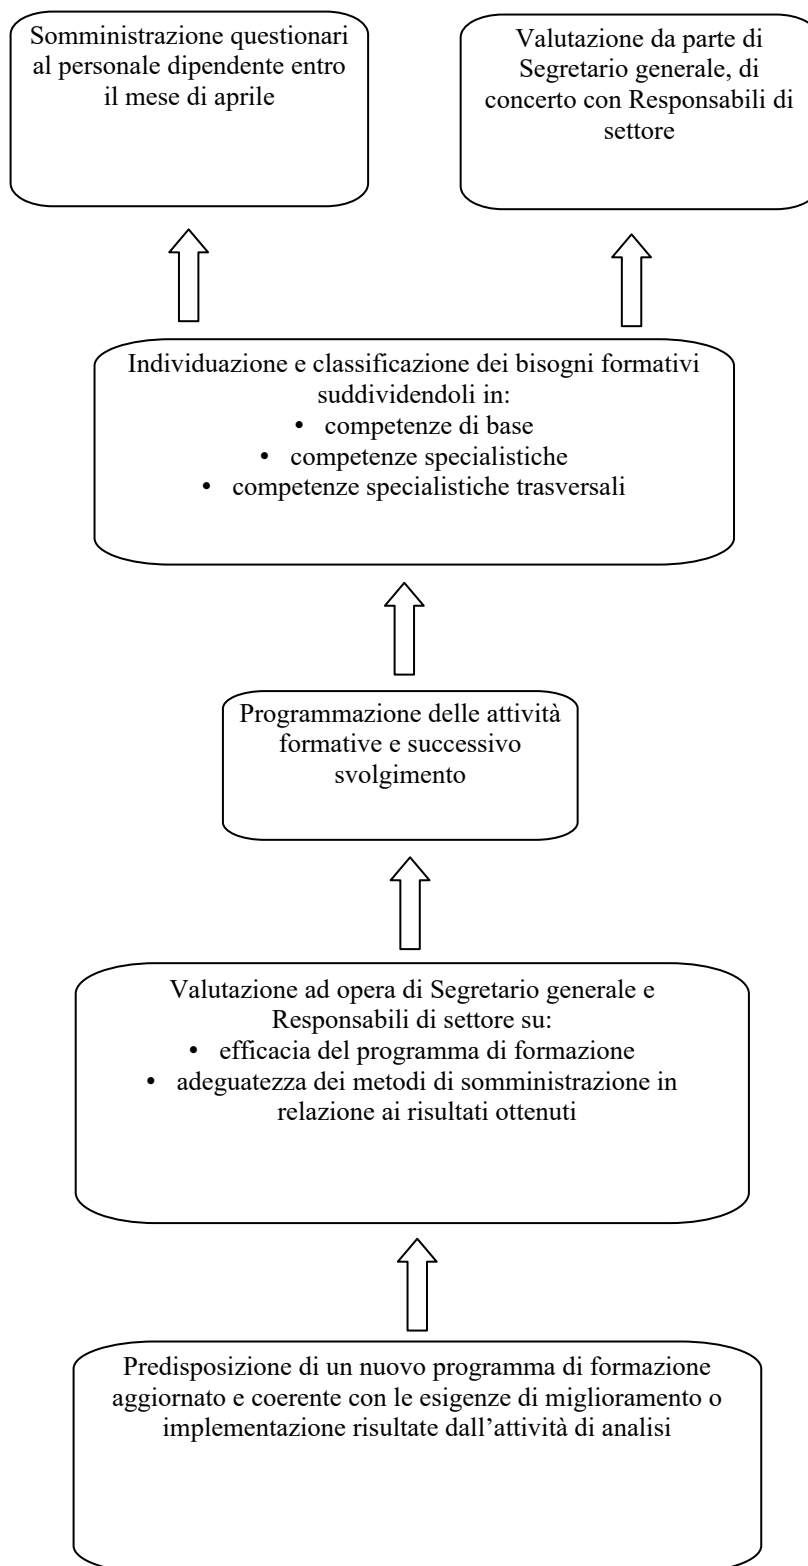 Somministrazione questionari
al personale dipendente entro
il mese di aprile
Valutazione da parte di
Segretario generale, di
concerto con Responsabili di
settore
Individuazione e classificazione dei bisogni formativi
suddividendoli in:
• competenze di base
• competenze specialistiche
• competenze specialistiche trasversali
Programmazione delle attività
formative e successivo
svolgimento
Valutazione ad opera di Segretario generale e
Responsabili di settore su:
• efficacia del programma di formazione
• adeguatezza dei metodi di somministrazione in
relazione ai risultati ottenuti
Predisposizione di un nuovo programma di formazione
aggiornato e coerente con le esigenze di miglioramento o
implementazione risultate dall’attività di analisi